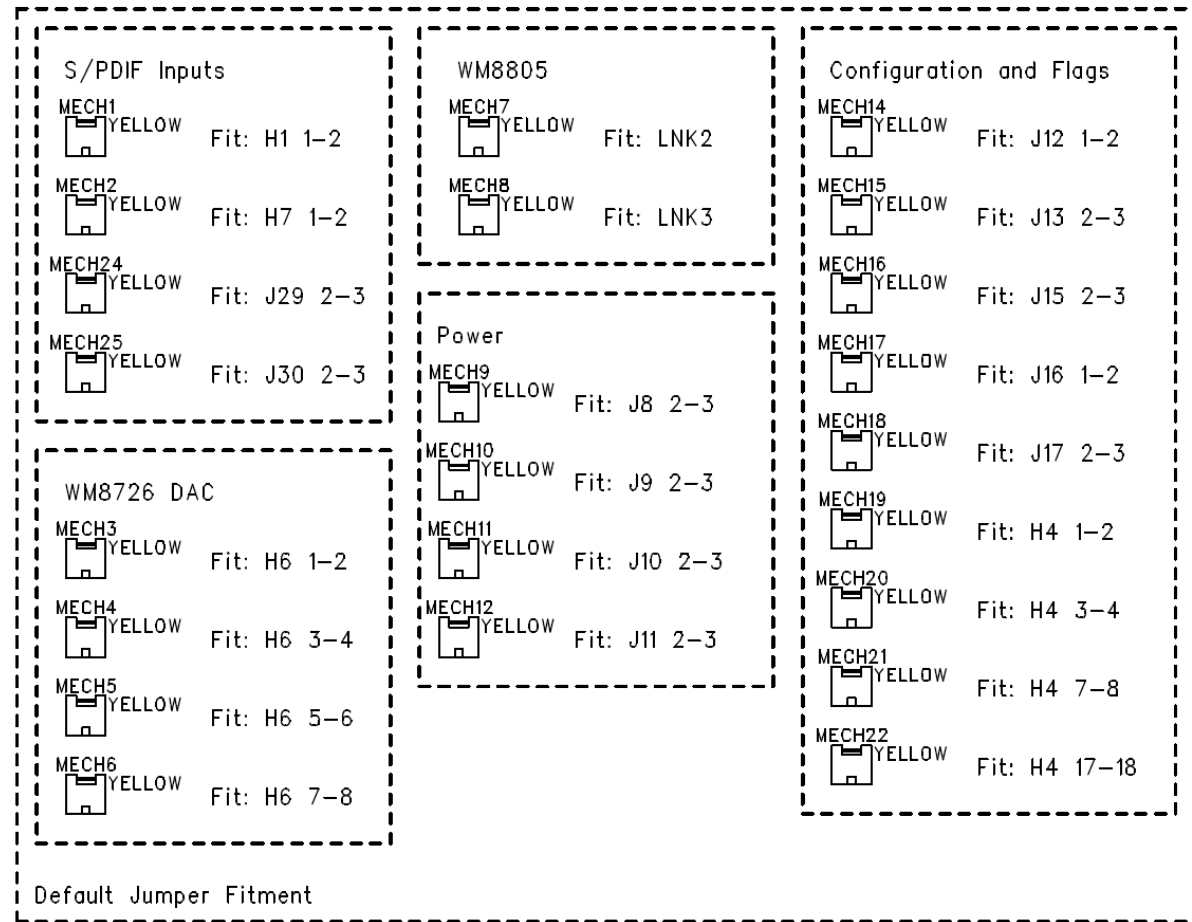 S/PDIF Inputs
MECH1
YELLOW
Fit: H1 1-2
MECH2
YELLOW
Fit: H7 1-2
MECH24
YELLOW
Fit: J29 2-3
MECH25
YELLOW
Fit: J30 2-3
WM8726 DAC
MECH3
YELLOW
Fit: H6 1-2
MECH4
YELLOW
Fit: H6 3-4
MECH5
YELLOW
Fit: H6 5-6
MECH6
YELLOW
Fit: H6 7-8
WM8805
MECH7
YELLOW
Fit: LNK2
MECH8
YELLOW
Fit: LNK3
Power
MECH9
YELLOW
Fit: J8 2-3
MECH10
YELLOW
Fit: J9 2-3
MECH11
YELLOW
Fit: J10 2-3
MECH12
YELLOW
Fit: J11 2-3
Configuration and Flags
MECH14
YELLOW
Fit: J12 1-2
MECH15
YELLOW
Fit: J13 2-3
MECH16
YELLOW
Fit: J15 2-3
MECH17
YELLOW
Fit: J16 1-2
MECH18
YELLOW
Fit: J17 2-3
MECH19
YELLOW
Fit: H4 1-2
MECH20
YELLOW
Fit: H4 3-4
MECH21
YELLOW
Fit: H4 7-8
MECH22
YELLOW
Fit: H4 17-18
Default Jumper Fitment